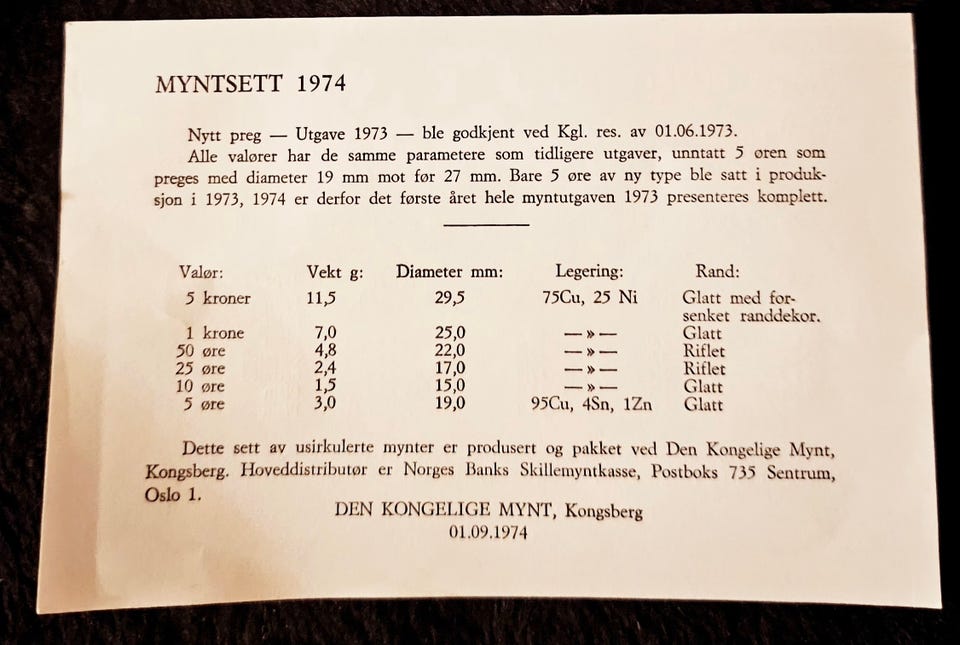 MYNTSETT 1974
Nytt preg — Utgave 1973 — ble godkjent ved Kgl. res. av 01.06.1973.
Alle valører har de samme parametere som tidligere utgaver, unntatt 5 øren som
preges med diameter 19 mm mot før 27 mm. Bare 5 øre av ny type ble satt i produk-
sjon i 1973, 1974 er derfor det første året hele myntutgaven 1973 presenteres komplett.
Valør: Vekt g: Diameter mm: Legering: Rand:
5 kroner 11,5 29,5 75Cu, 25 Ni Glatt med for-
senket randdekor.
1 krone 7,0 25,0 —»— Glatt
50 øre 4,8 22,0 —»— Riflet
25 øre 2,4 17,0 —»— Riflet
10 øre 1,5 15,0 —»— Glatt
5 øre 3,0 19,0 95Cu, 4Sn, 1Zn Glatt
Dette sett av usirkulerte mynter er produsert og pakket ved Den Kongelige Mynt,
Kongsberg. Hoveddistributør er Norges Banks Skillemyntkasse, Postboks 735 Sentrum,
Oslo 1.
DEN KONGELIGE MYNT, Kongsberg
01.09.1974